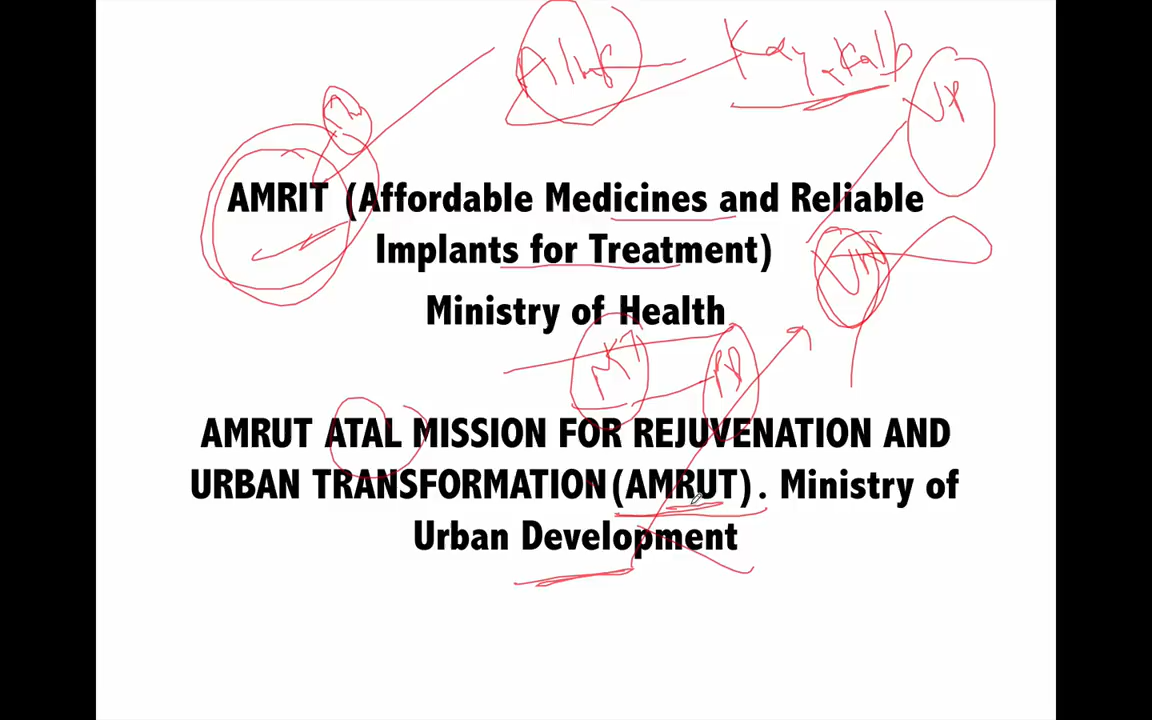 Kayakalp
AMRIT (Affordable Medicines and Reliable
Implants for Treatment)
Ministry of Health
AMRUT ATAL MISSION FOR REJUVENATION AND
URBAN TRANSFORMATION(AMRUT). Ministry of
Urban Development